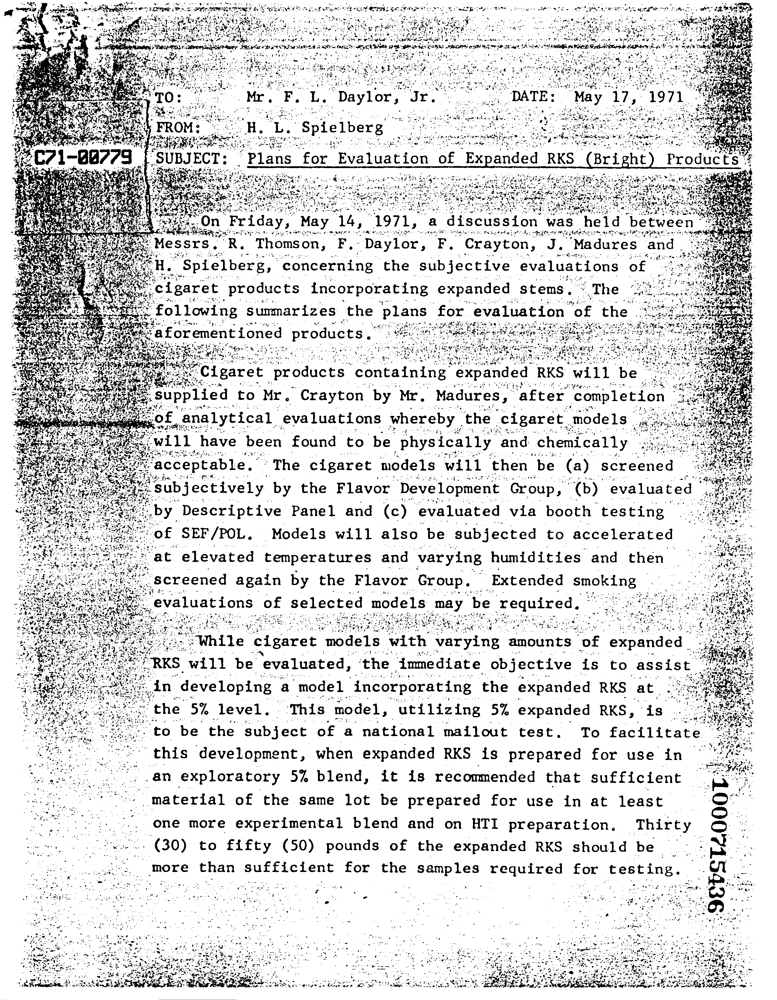 TO: Mr. F. L. Daylor, Jr. DATE: May 17, 1971
FROM: H. L. Spielberg
C71-00779
SUBJECT: Plans for Evaluation of Expanded RKS (Bright) Products
On Friday, May 14, 1971, a discussion was held between
Messrs. R. Thomson, F. Daylor, F. Crayton, J. Madures and
H. Spielberg, concerning the subjective evaluations of
cigaret products incorporating expanded stems. The
following summarizes the plans for evaluation of the
aforementioned products.
Cigaret products containing expanded RKS will be
supplied to Mr. Crayton by Mr. Madures, after completion
of analytical evaluations whereby the cigaret models
will have been found to be physically and chemically
acceptable. The cigaret models will then be (a) screened
subjectively by the Flavor Development Group, (b) evaluated
by Descriptive Panel and (c) evaluated via booth testing
of SEF/POL. Models will also be subjected to accelerated
at elevated temperatures and varying humidities and then
screened again by the Flavor Group. Extended smoking
evaluations of selected models may be required.
While cigaret models with varying amounts of expanded
RKS will be evaluated, the immediate objective is to assist
in developing a model incorporating the expanded RKS at
the 5% level. This model, utilizing 5% expanded RKS, is
to be the subject of a national mailout test. To facilitate
this development, when expanded RKS is prepared for use in
an exploratory 5% blend, it is recommended that sufficient
material of the same lot be prepared for use in at least
one more experimental blend and on HTI preparation. Thirty
(30) to fifty (50) pounds of the expanded RKS should be
more than sufficient for the samples required for testing.
1000715436